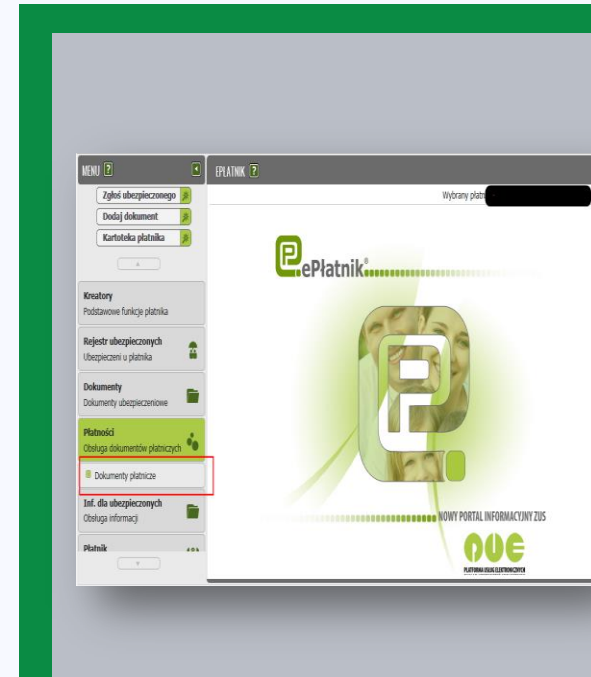 MENU
EPŁATNIK
Zgłoś ubezpieczonego
Dodaj dokument
Kartoteka płatnika
Wybrany płatn
ePłatnik®
Kreatory
Podstawowe funkcje płatnika
Rejestr ubezpieczonych
Ubezpieczeni u płatnika
Dokumenty
Dokumenty ubezpieczeniowe
Płatności
Obsługa dokumentów płatniczych
Dokumenty płatnicze
Inf. dla ubezpieczonych
Obsługa informacji
Płatnik
NOWY PORTAL INFORMACYJNY ZUS
PUE
PLATFORMA USŁUG ELEKTRONICZNYCH